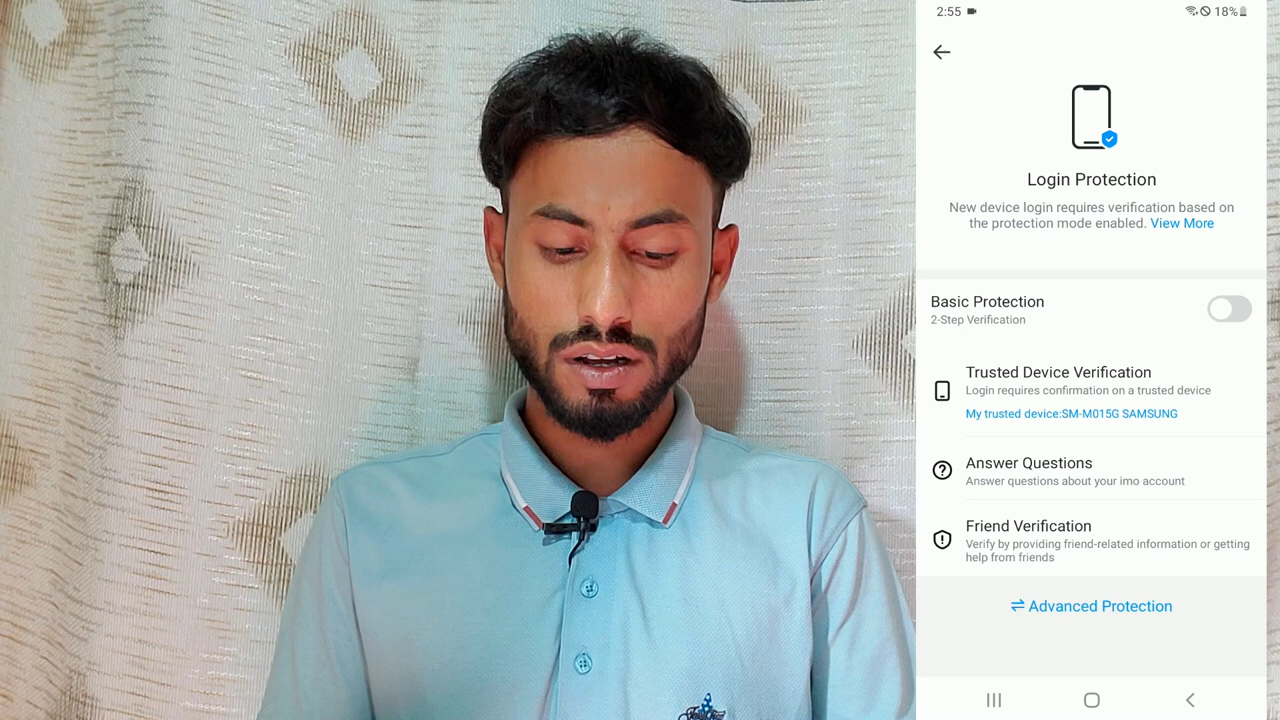 2:55
18%
Login Protection
New device login requires verification based on
the protection mode enabled. View More
Basic Protection
2-Step Verification
Trusted Device Verification
Login requires confirmation on a trusted device
My trusted device:SM-M015G SAMSUNG
Answer Questions
Answer questions about your imo account
Friend Verification
Verify by providing friend-related information or getting
help from friends
Advanced Protection